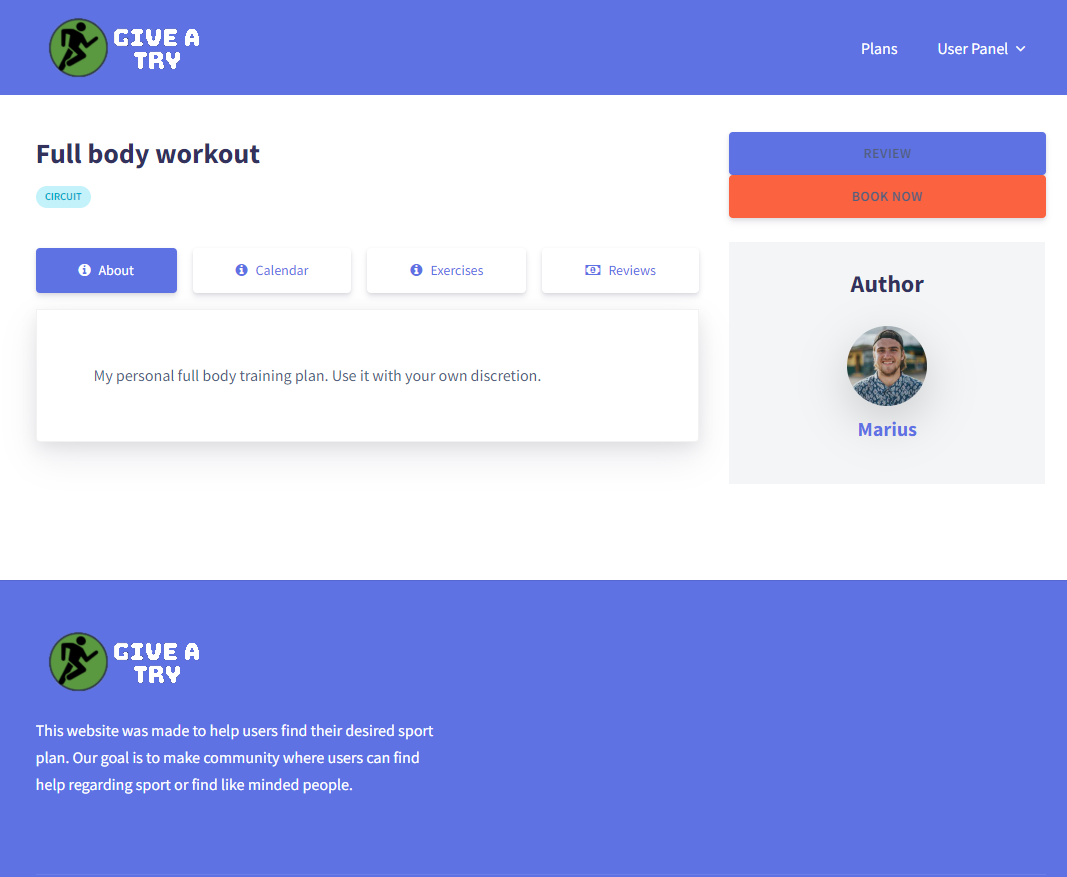 GIVE A
TRY
Plans
User Panel
Full body workout
CIRCUIT
REVIEW
BOOK NOW
About
Calendar
Exercises
Reviews
My personal full body training plan. Use it with your own discretion.
Author
Marius
GIVE A
TRY
This website was made to help users find their desired sport
plan. Our goal is to make community where users can find
help regarding sport or find like minded people.